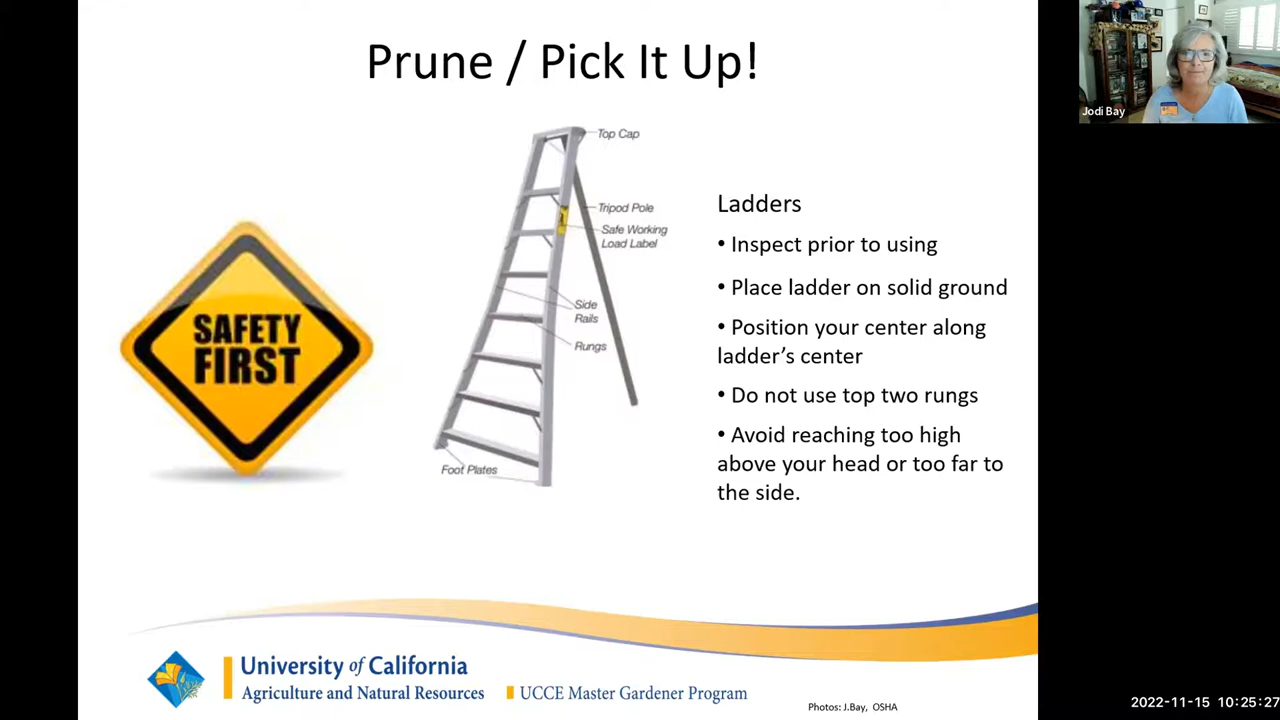 Prune / Pick It Up!
Jodi Bay
Top Cap
Tripod Pole
Safe Working
Load Label
Side
Rails
Rungs
Foot Plates
SAFETY
FIRST
Ladders
• Inspect prior to using
• Place ladder on solid ground
• Position your center along
ladder’s center
• Do not use top two rungs
• Avoid reaching too high
above your head or too far to
the side.
University of California
Agriculture and Natural Resources
UCCE Master Gardener Program
Photos: J.Bay, OSHA
2022-11-15 10:25:27